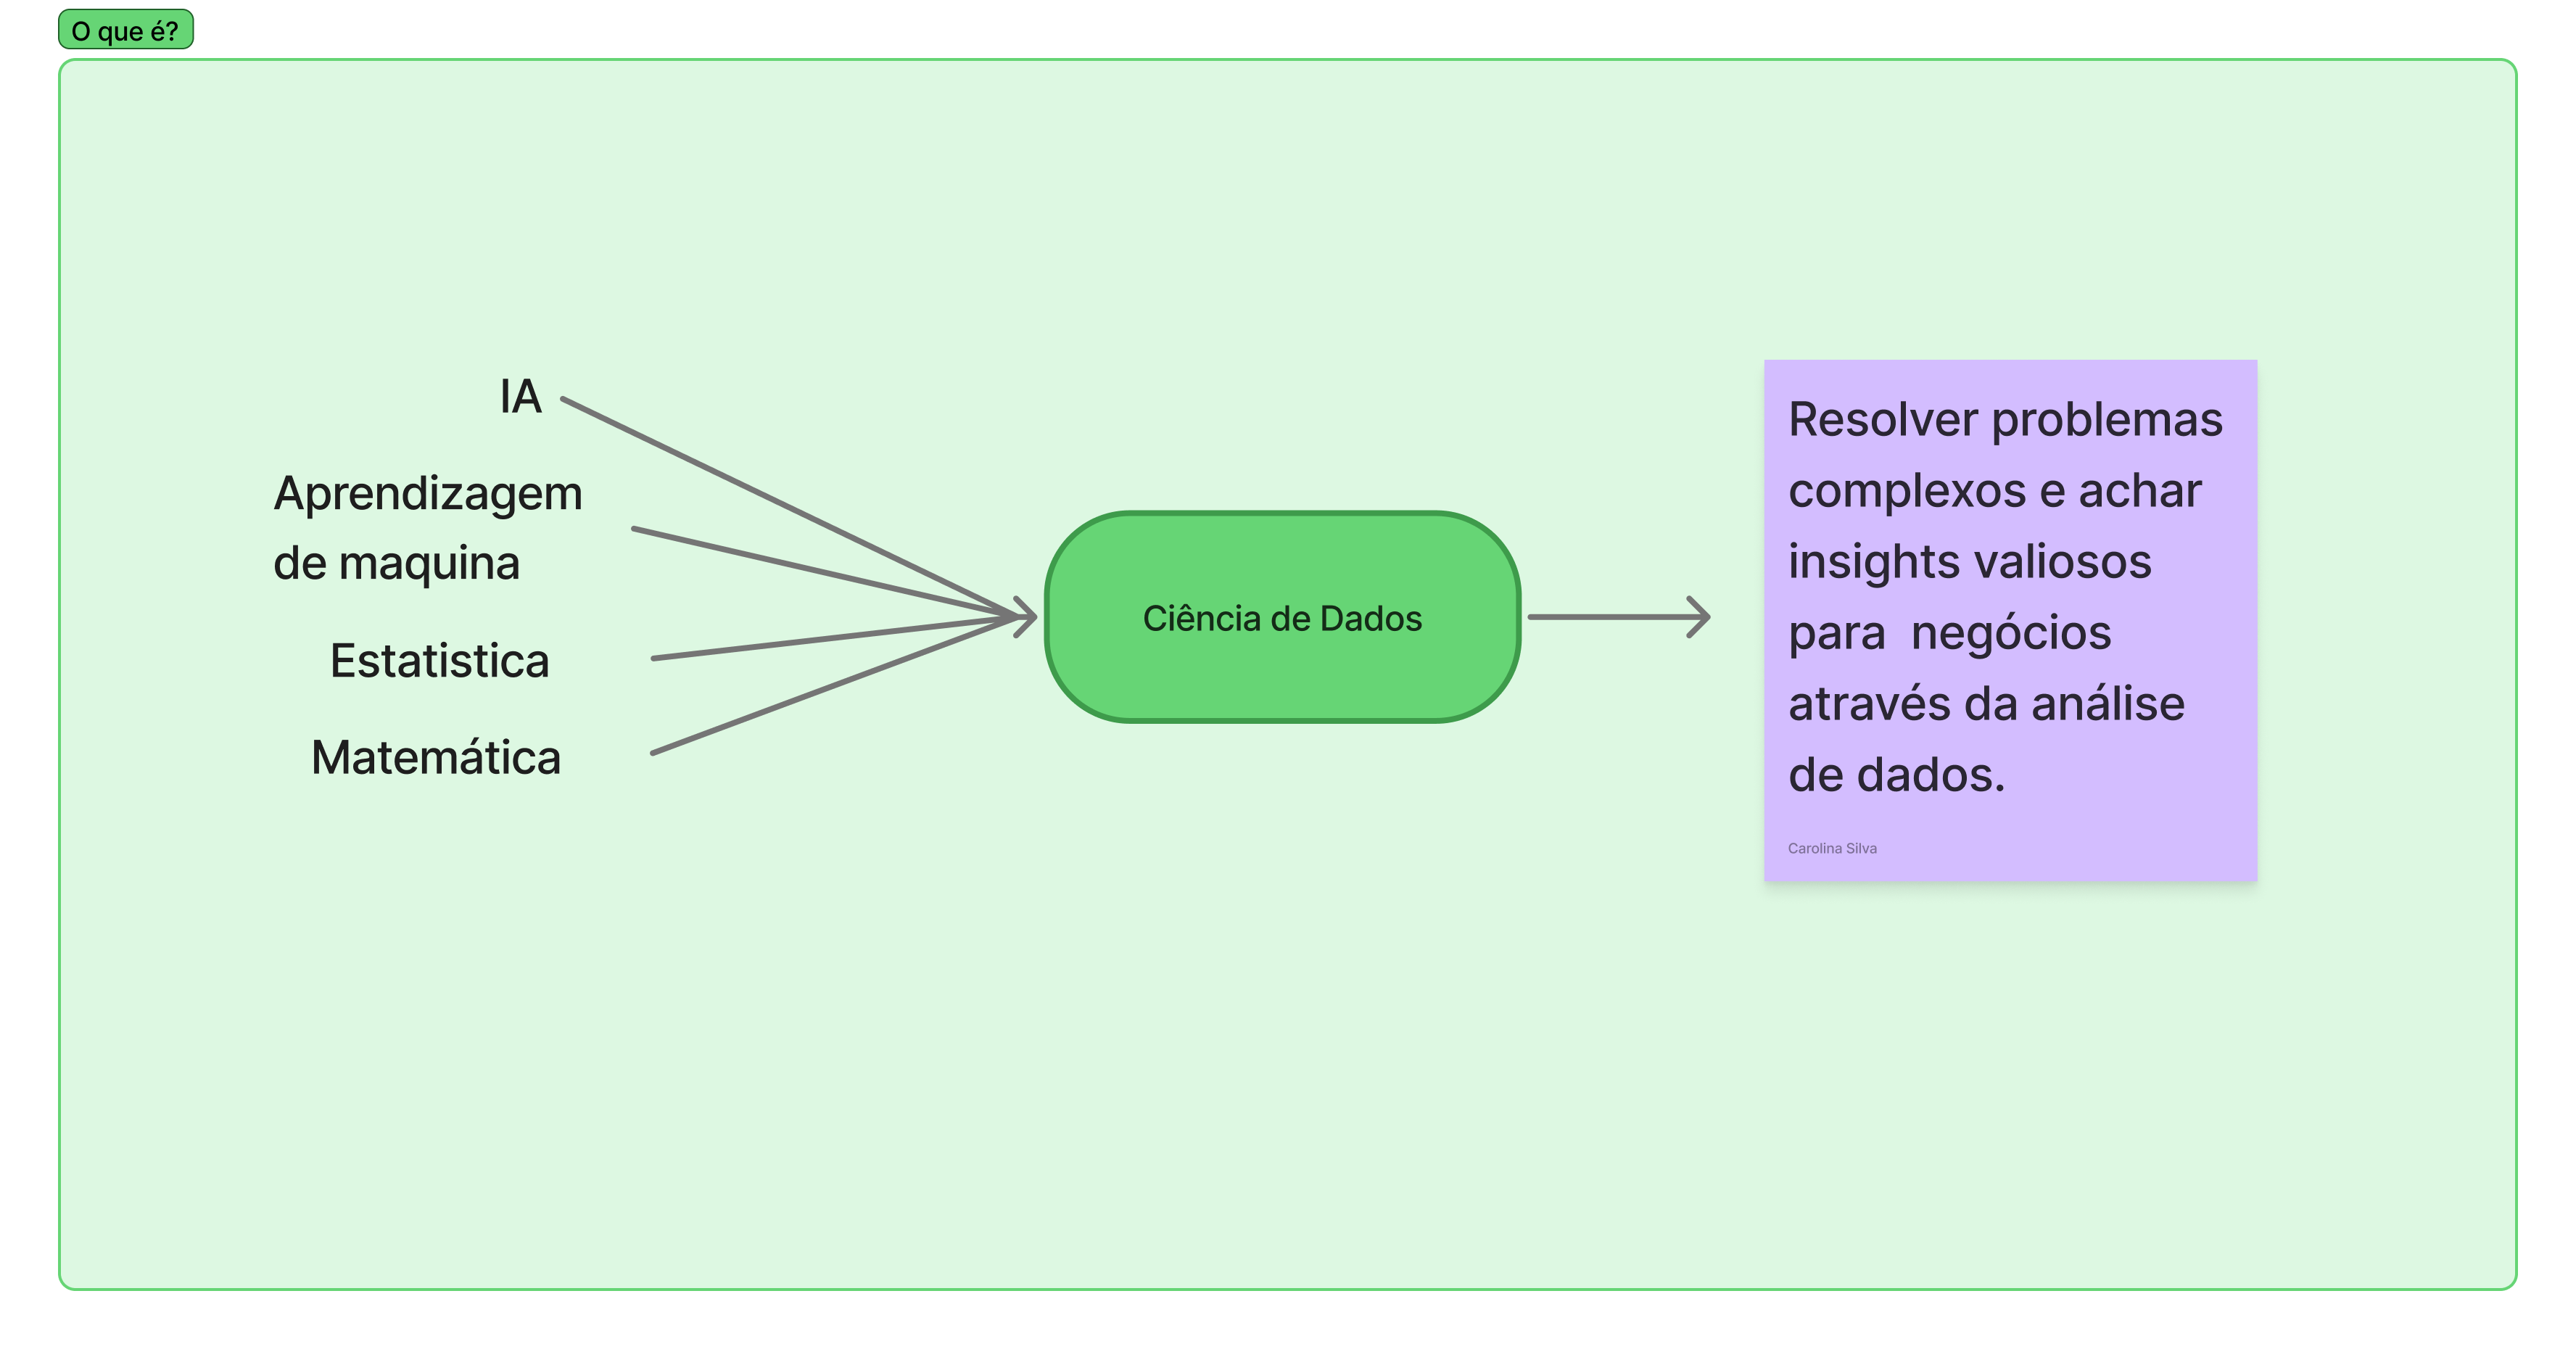 O que é?
IA
Aprendizagem
de maquina
Estatistica
Matemática
Ciência de Dados
Resolver problemas
complexos e achar
insights valiosos
para  negócios
através da análise
de dados.
Carolina Silva